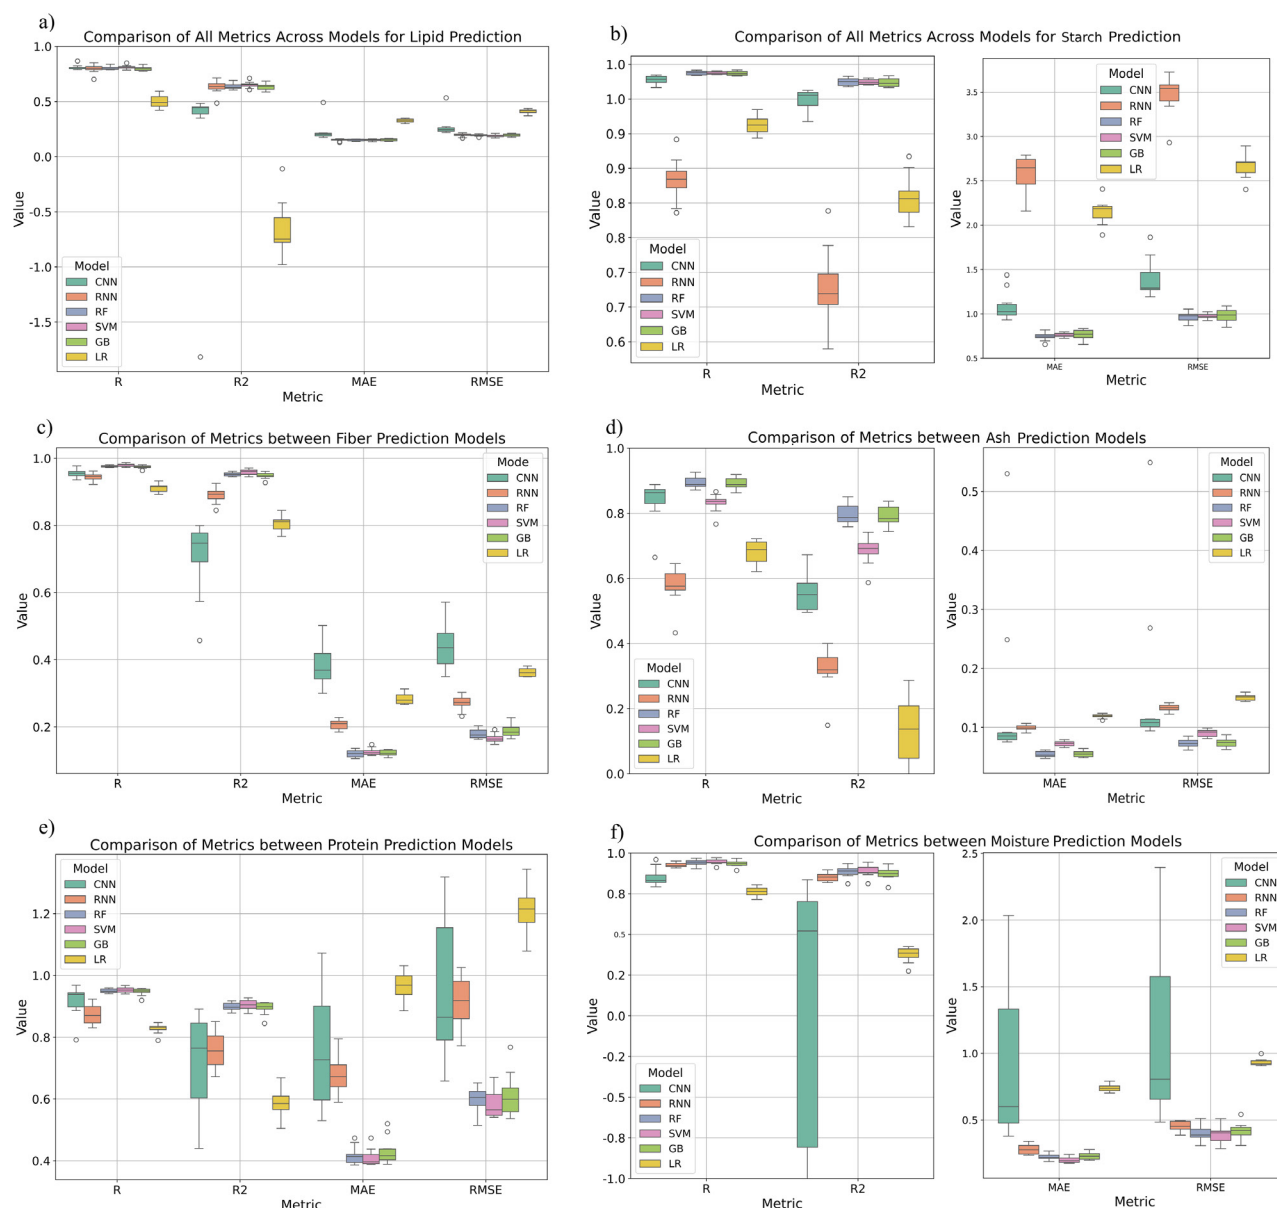 a)
Comparison of All Metrics Across Models for Lipid Prediction
1.0
0.5
0.0
-0.5
-1.0
-1.5
Value
Model
CNN
RNN
RF
SVM
GB
LR
R
R2
MAE
RMSE
Metric
b)
Comparison of All Metrics Across Models for Starch Prediction
1.0
1.0
0.9
0.9
0.8
0.8
0.7
0.7
0.6
Value
Model
CNN
RNN
RF
SVM
GB
LR
R
R2
Metric
3.5
3.0
2.5
2.0
1.5
1.0
0.5
Value
Model
CNN
RNN
RF
SVM
GB
LR
MAE
RMSE
Metric
c)
Comparison of Metrics between Fiber Prediction Models
1.0
0.8
0.6
0.4
0.2
Value
Mode
CNN
RNN
RF
SVM
GB
LR
R
R2
MAE
RMSE
Metric
d)
Comparison of Metrics between Ash Prediction Models
1.0
0.8
0.6
0.4
0.2
0.0
Value
Model
CNN
RNN
RF
SVM
GB
LR
R
R2
Metric
0.5
0.4
0.3
0.2
0.1
Value
Model
CNN
RNN
RF
SVM
GB
LR
MAE
RMSE
Metric
e)
Comparison of Metrics between Protein Prediction Models
1.2
1.0
0.8
0.6
0.4
Value
Model
CNN
RNN
RF
SVM
GB
LR
R
R2
MAE
RMSE
Metric
f)
Comparison of Metrics between Moisture Prediction Models
1.0
0.8
0.5
0.2
-0.0
-0.2
-0.5
-0.8
-1.0
Value
Model
CNN
RNN
RF
SVM
GB
LR
R
R2
Metric
2.5
2.0
1.5
1.0
0.5
Value
Model
CNN
RNN
RF
SVM
GB
LR
MAE
RMSE
Metric